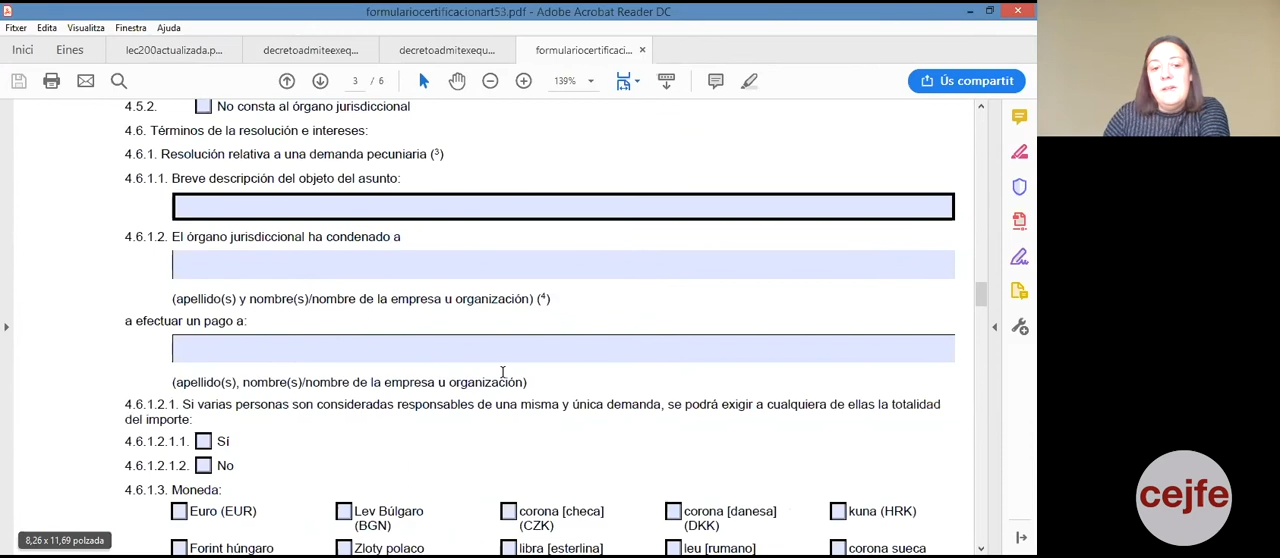 formulariocertificacionart53.pdf - Adobe Acrobat Reader DC
Fitxer Edita Visualitza Finestra Ajuda
Inici Eines lec200actualizada.p... decretoadmiteexeq... decretoadmitexequ... formulariocertificaci... ×
3 / 6 139% Ús compartit
4.5.2. No consta al órgano jurisdiccional
4.6. Términos de la resolución e intereses:
4.6.1. Resolución relativa a una demanda pecuniaria (3)
4.6.1.1. Breve descripción del objeto del asunto:
4.6.1.2. El órgano jurisdiccional ha condenado a
(apellido(s) y nombre(s)/nombre de la empresa u organización) (4)
a efectuar un pago a:
(apellido(s), nombre(s)/nombre de la empresa u organización)
4.6.1.2.1. Si varias personas son consideradas responsables de una misma y única demanda, se podrá exigir a cualquiera de ellas la totalidad
del importe:
4.6.1.2.1.1. Sí
4.6.1.2.1.2. No
4.6.1.3. Moneda:
Euro (EUR) Lev Búlgaro (BGN) corona [checa] (CZK) corona [danesa] (DKK) kuna (HRK)
Forint húngaro Zloty polaco libra [esterlina] leu [rumano] corona sueca
8,26 x 11,69 polzada
cejfe